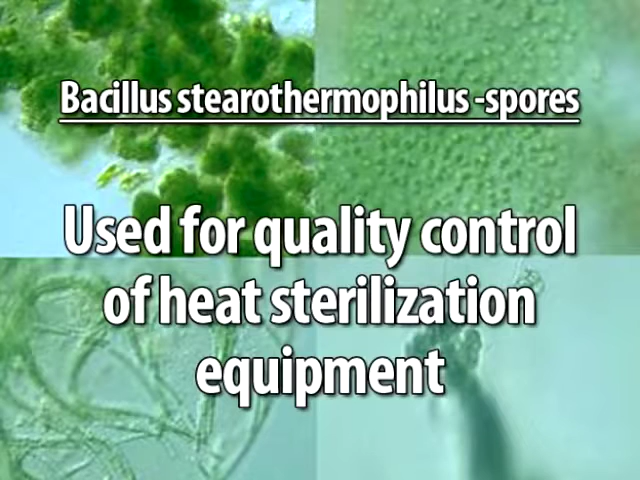 Bacillus stearothermophilus -spores
Used for quality control
of heat sterilization
equipment